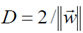 D = 2/‖w⃗‖